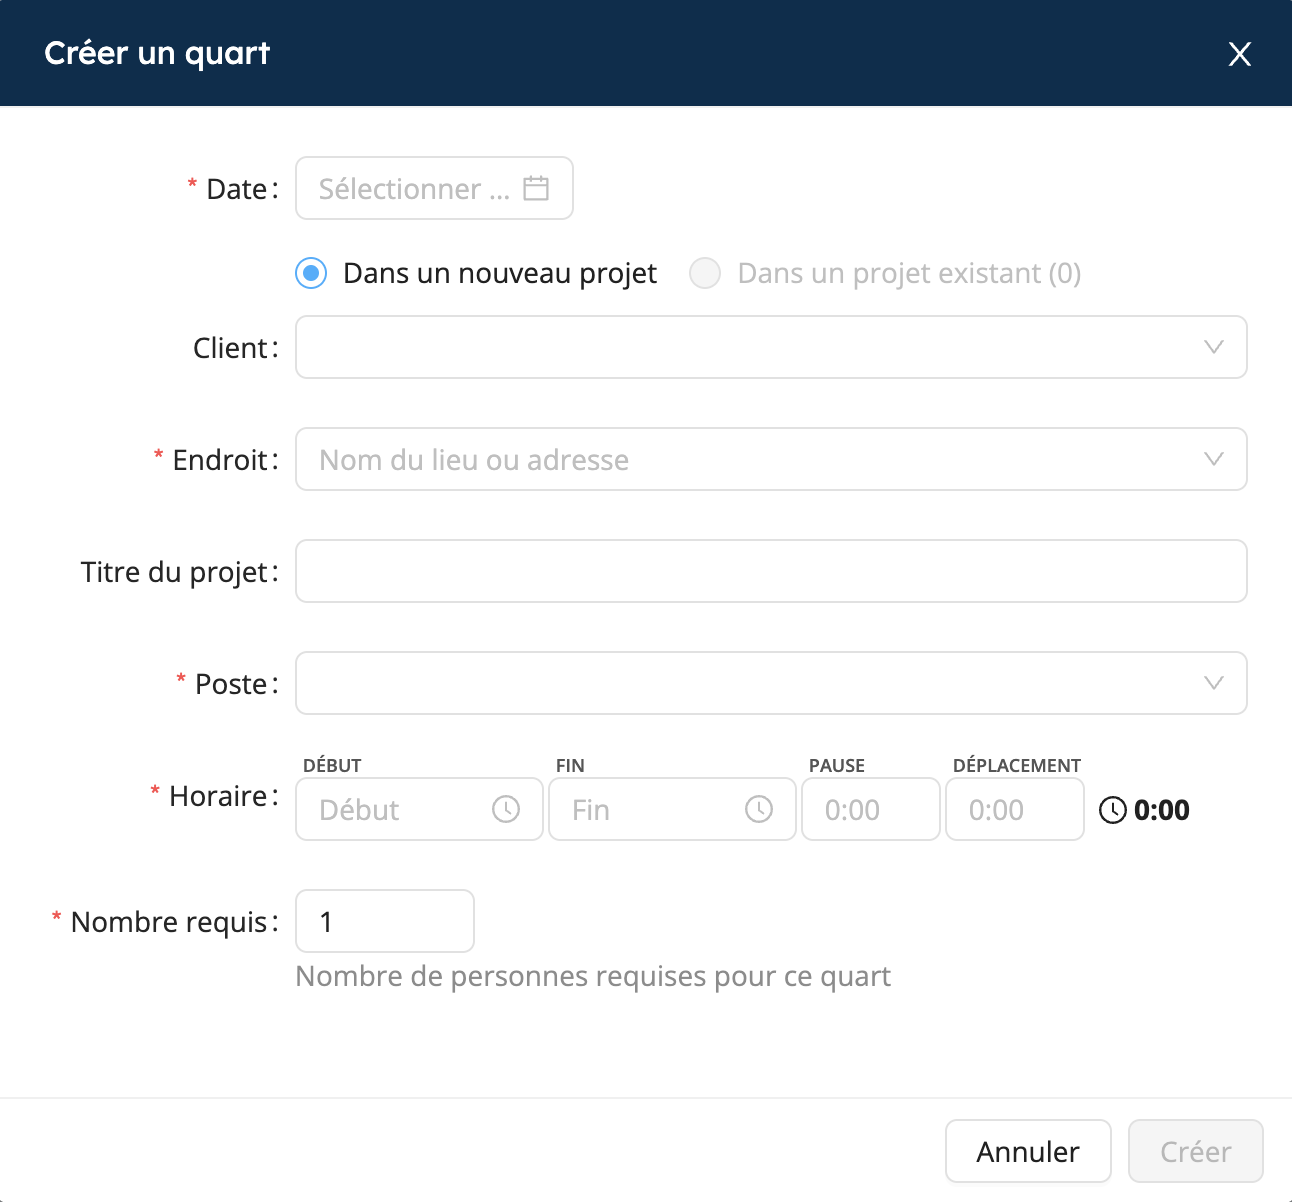 Créer un quart
* Date:
Sélectionner ...
Dans un nouveau projet
Dans un projet existant (0)
Client:
* Endroit:
Nom du lieu ou adresse
Titre du projet:
* Poste:
DÉBUT FIN PAUSE DÉPLACEMENT
* Horaire:
Début Fin 0:00 0:00 0:00
* Nombre requis:
1
Nombre de personnes requises pour ce quart
Annuler Créer